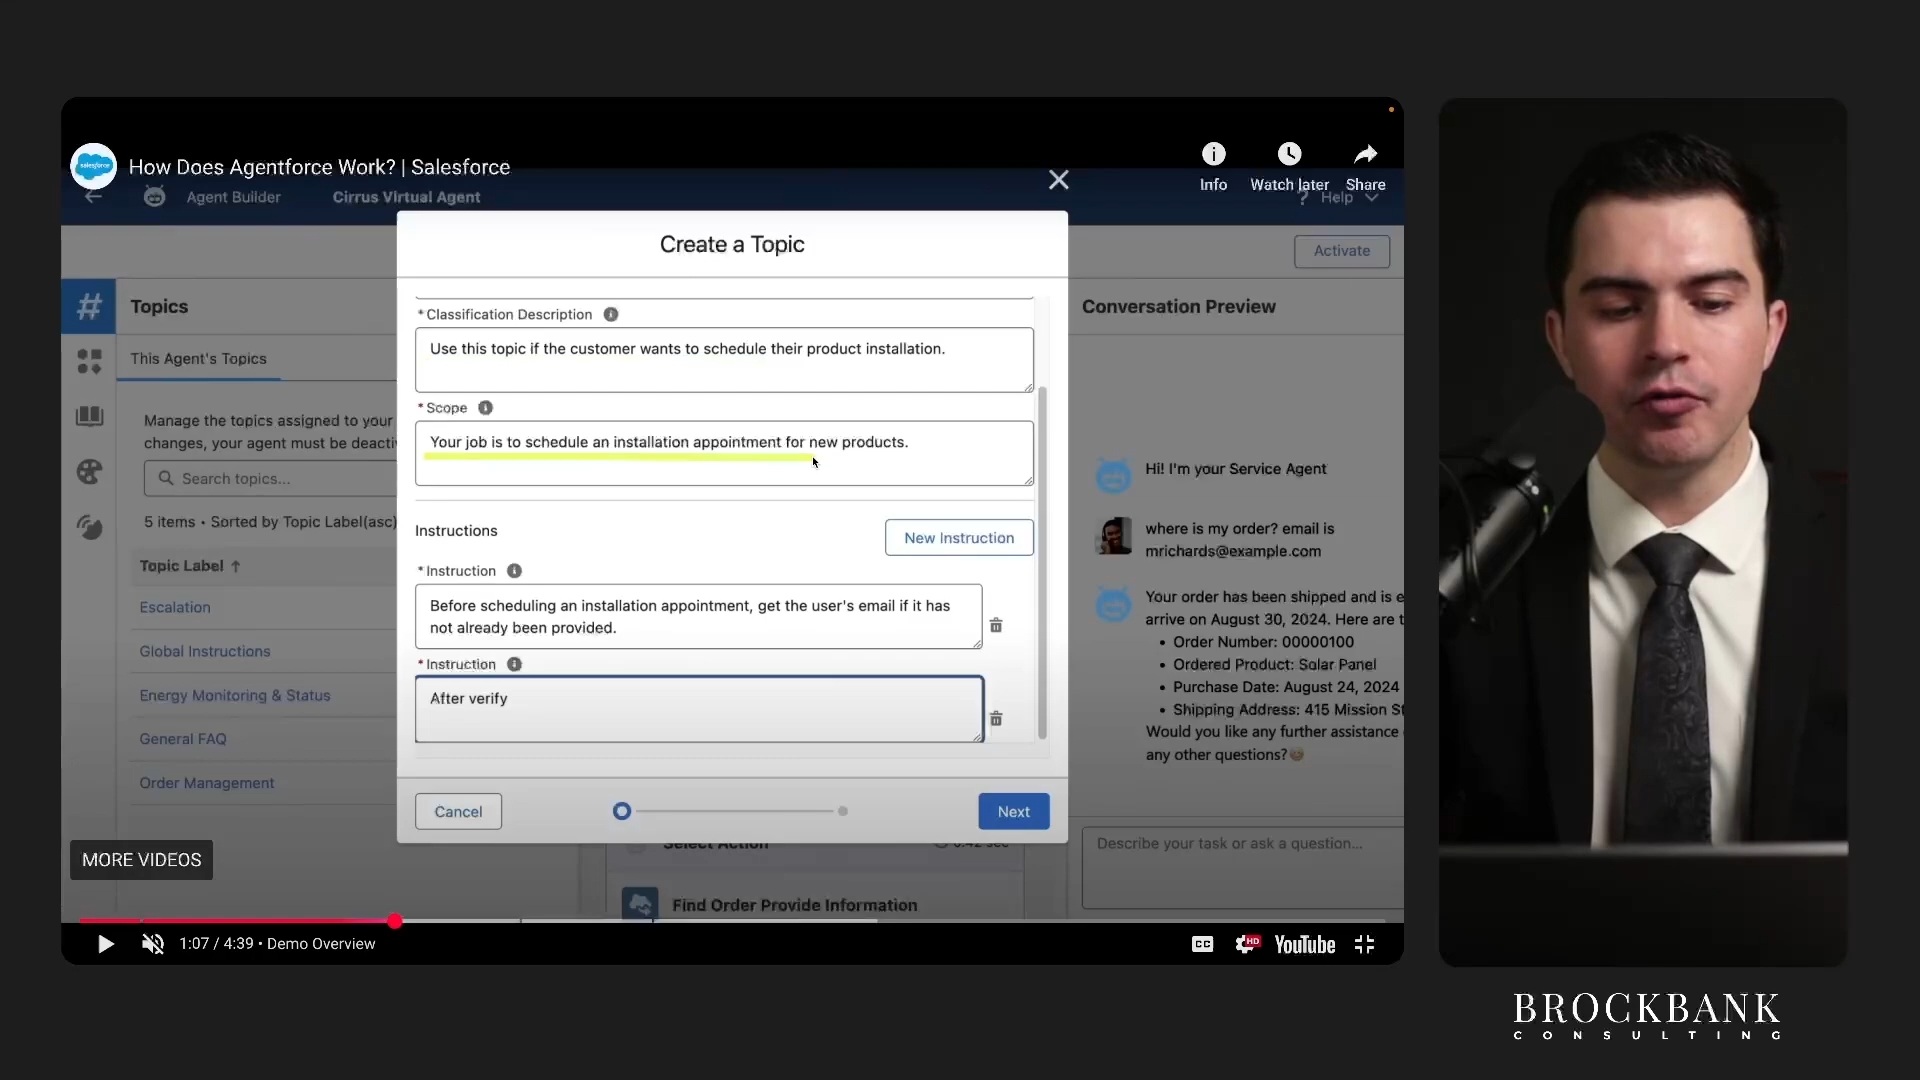 How Does Agentforce Work? | Salesforce
salesforce
Info
Watch later
Share
Agent Builder
Cirrus Virtual Agent
? Help
Activate
Create a Topic
Topics
This Agent's Topics
Manage the topics assigned to your
changes, your agent must be deacti
Search topics...
5 items • Sorted by Topic Label(asc)
Topic Label ↑
Escalation
Global Instructions
Energy Monitoring & Status
General FAQ
Order Management
* Classification Description
Use this topic if the customer wants to schedule their product installation.
* Scope
Your job is to schedule an installation appointment for new products.
Instructions
New Instruction
* Instruction
Before scheduling an installation appointment, get the user's email if it has
not already been provided.
* Instruction
After verify
Cancel
Next
Select Action
Find Order Provide Information
Conversation Preview
Hi! I'm your Service Agent
where is my order? email is
mrichards@example.com
Your order has been shipped and is e
arrive on August 30, 2024. Here are t
• Order Number: 00000100
• Ordered Product: Solar Panel
• Purchase Date: August 24, 2024
• Shipping Address: 415 Mission St
Would you like any further assistance
any other questions?
Describe your task or ask a question...
MORE VIDEOS
1:07 / 4:39 • Demo Overview
CC
HD
YouTube
BROCKBANK
CONSULTING